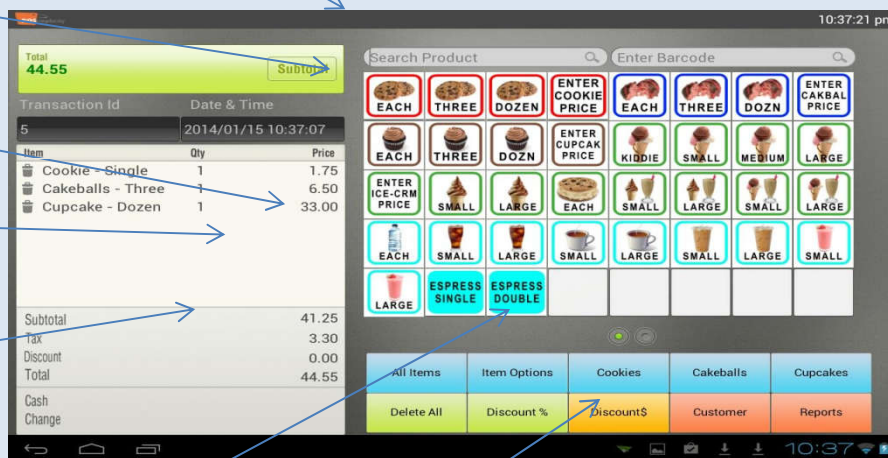 10:37:21 pm
Total
44.55
Subtotal
Search Product
Enter Barcode
Transaction Id Date & Time
5 2014/01/15 10:37:07
Item Qty Price
Cookie - Single 1 1.75
Cakeballs - Three 1 6.50
Cupcake - Dozen 1 33.00
Subtotal 41.25
Tax 3.30
Discount 0.00
Total 44.55
Cash
Change
EACH THREE DOZEN ENTER COOKIE PRICE EACH THREE DOZN ENTER CAKBAL PRICE
EACH THREE DOZN ENTER CUPCAK PRICE KIDDIE SMALL MEDIUM LARGE
ENTER ICE-CRM PRICE SMALL LARGE EACH SMALL LARGE SMALL LARGE
EACH SMALL LARGE SMALL LARGE SMALL LARGE SMALL
LARGE ESPRESS SINGLE ESPRESS DOUBLE
All Items Item Options Cookies Cakeballs Cupcakes
Delete All Discount % Discount$ Customer Reports
10:37